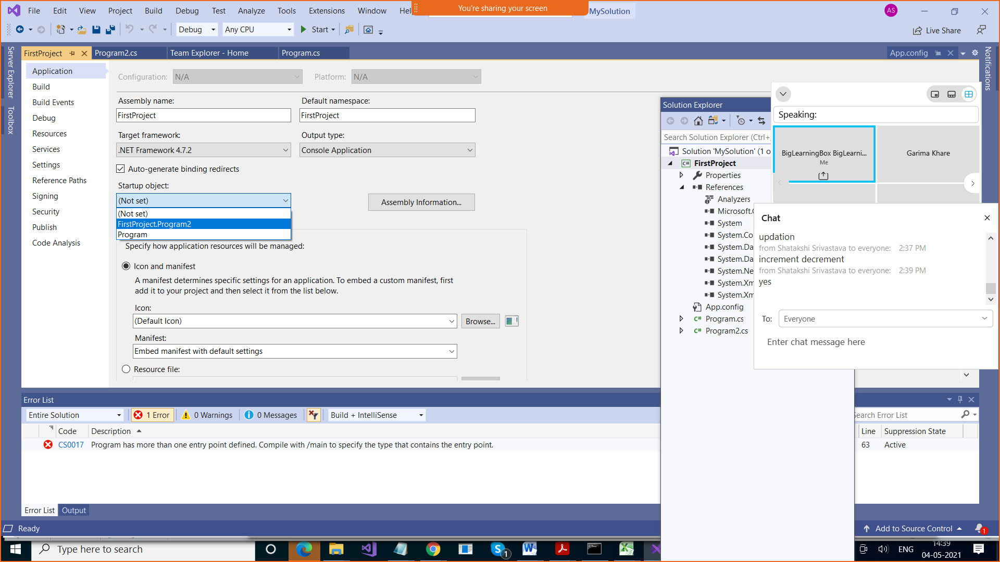 File Edit View Project Build Debug Test Analyze Tools Extensions Window Hel
You're sharing your screen
MySolution
AS
Debug Any CPU Start
Live Share
Server Explorer
Toolbox
FirstProject Program2.cs Team Explorer - Home Program.cs
App.config
Notifications
Application
Build
Build Events
Debug
Resources
Services
Settings
Reference Paths
Signing
Security
Publish
Code Analysis
Configuration: N/A Platform: N/A
Assembly name: Default namespace:
FirstProject FirstProject
Target framework: Output type:
.NET Framework 4.7.2 Console Application
Auto-generate binding redirects
Startup object:
(Not set)
Assembly Information...
(Not set)
FirstProject.Program2
Program
Specify how application resources will be managed:
Icon and manifest
A manifest determines specific settings for an application. To embed a custom manifest, first
add it to your project and then select it from the list below.
Icon:
(Default Icon) Browse...
Manifest:
Embed manifest with default settings
Resource file:
Solution Explorer
Search Solution Explorer (Ctrl+
Solution 'MySolution' (1 o
C# FirstProject
Properties
References
Analyzers
Microsoft.C
System
System.Co
System.Da
System.Da
System.Ne
System.Xm
System.Xm
App.config
C# Program.cs
C# Program2.cs
Speaking:
BigLearningBox BigLearni...
Me
Garima Khare
Chat
updation
from Shatakshi Srivastava to everyone: 2:37 PM
increment decrement
from Shatakshi Srivastava to everyone: 2:39 PM
yes
To: Everyone
Enter chat message here
Error List
Entire Solution 1 Error 0 Warnings 0 Messages Build + IntelliSense
Search Error List
Code Description Line Suppression State
CS0017 Program has more than one entry point defined. Compile with /main to specify the type that contains the entry point. 63 Active
Error List Output
Ready
Add to Source Control
1
Type here to search
1
ENG
14:39
04-05-2021